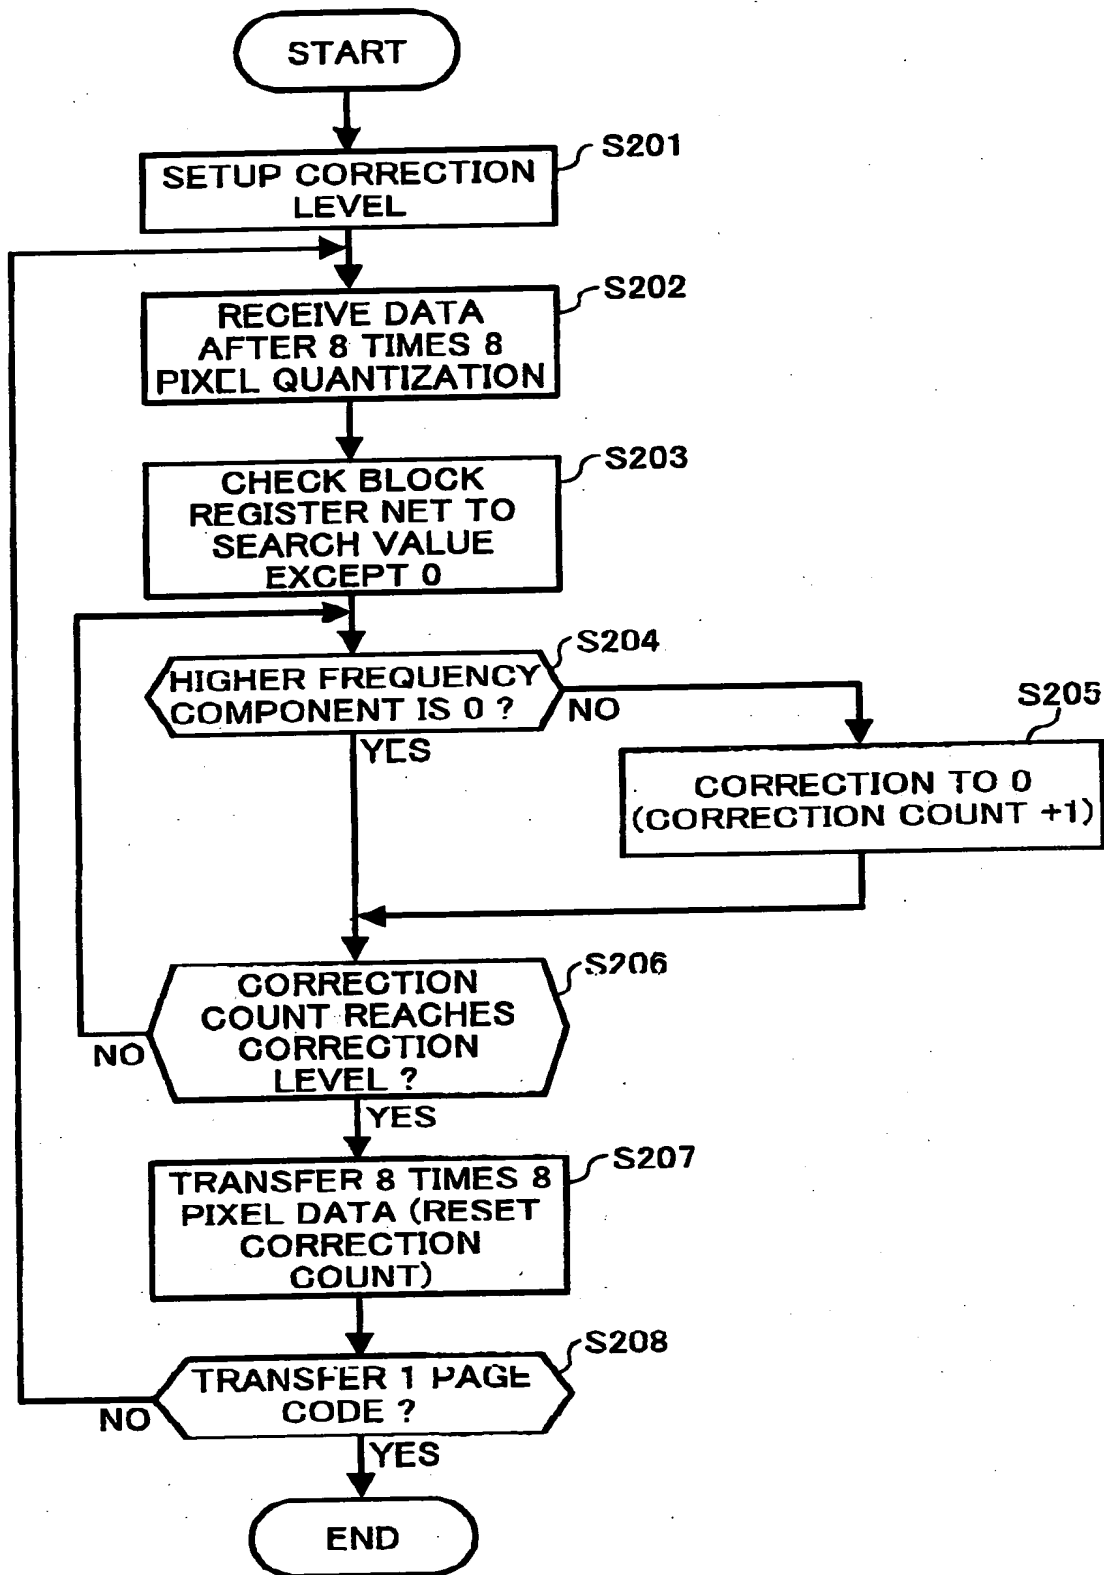 START
S201
SETUP CORRECTION
LEVEL
S202
RECEIVE DATA
AFTER 8 TIMES 8
PIXEL QUANTIZATION
S203
CHECK BLOCK
REGISTER NET TO
SEARCH VALUE
EXCEPT 0
S204
HIGHER FREQUENCY
COMPONENT IS 0 ?
NO
YES
S205
CORRECTION TO 0
(CORRECTION COUNT +1)
S206
CORRECTION
COUNT REACHES
CORRECTION
LEVEL ?
NO
YES
S207
TRANSFER 8 TIMES 8
PIXEL DATA (RESET
CORRECTION
COUNT)
S208
TRANSFER 1 PAGE
CODE ?
NO
YES
END